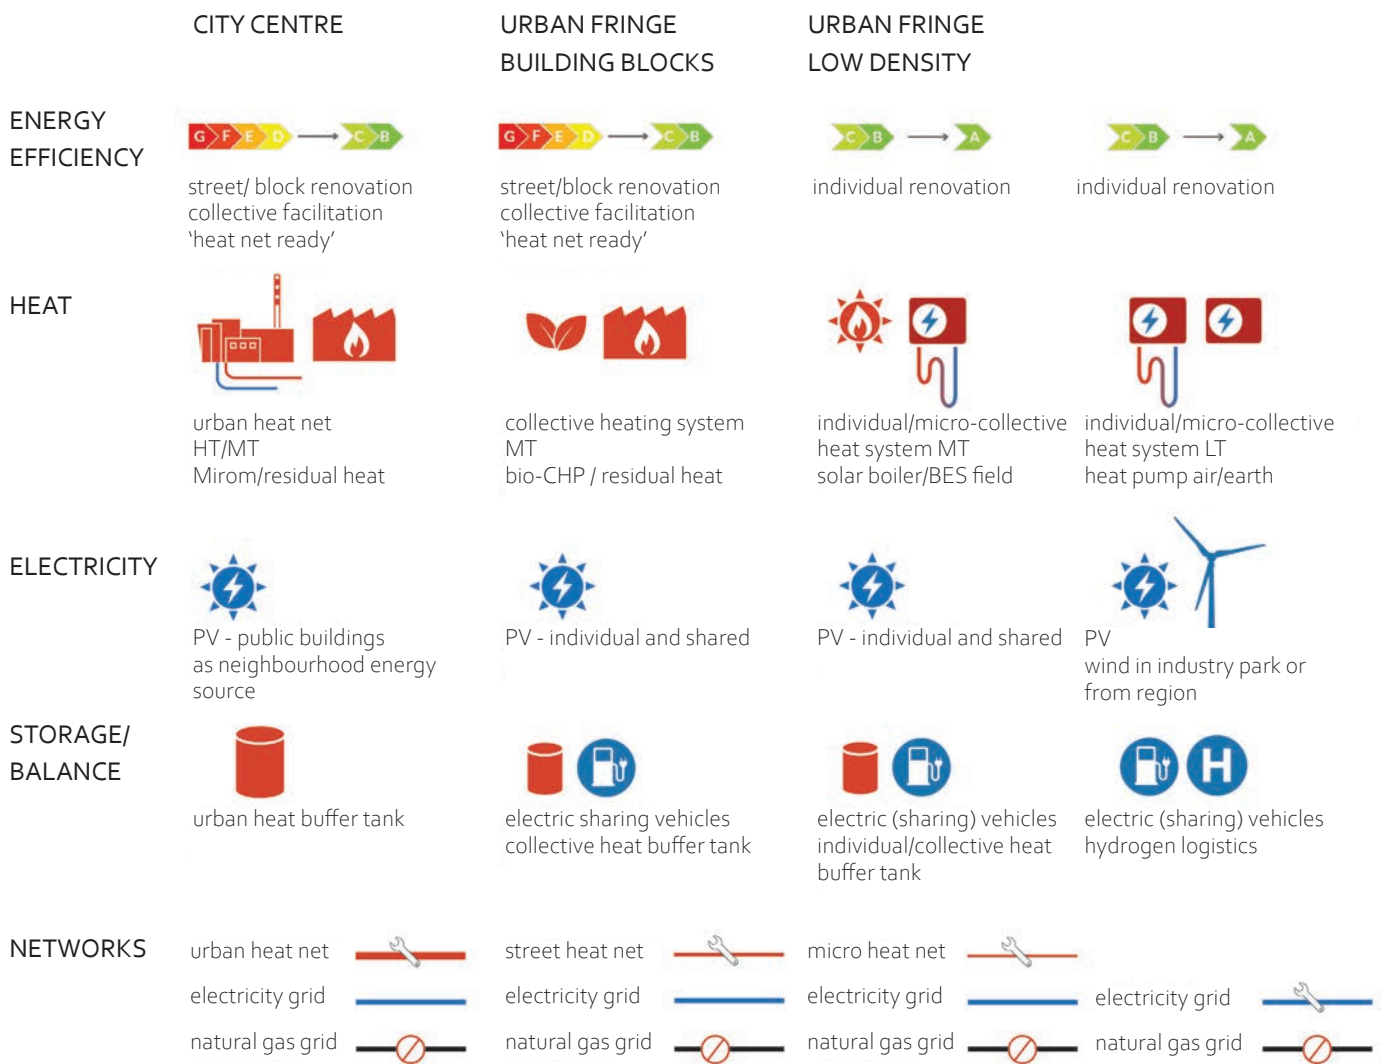 CITY CENTRE
URBAN FRINGE
BUILDING BLOCKS
URBAN FRINGE
LOW DENSITY
ENERGY
EFFICIENCY
G F E D C B
street/ block renovation
collective facilitation
‘heat net ready’
G F E D C B
street/block renovation
collective facilitation
‘heat net ready’
C B A
individual renovation
C B A
individual renovation
HEAT
urban heat net
HT/MT
Mirom/residual heat
collective heating system
MT
bio-CHP / residual heat
individual/micro-collective
heat system MT
solar boiler/BES field
individual/micro-collective
heat system LT
heat pump air/earth
ELECTRICITY
PV - public buildings
as neighbourhood energy
source
PV - individual and shared
PV - individual and shared
PV
wind in industry park or
from region
STORAGE/
BALANCE
urban heat buffer tank
electric sharing vehicles
collective heat buffer tank
electric (sharing) vehicles
individual/collective heat
buffer tank
H
electric (sharing) vehicles
hydrogen logistics
NETWORKS
urban heat net
electricity grid
natural gas grid
street heat net
electricity grid
natural gas grid
micro heat net
electricity grid
natural gas grid
electricity grid
natural gas grid